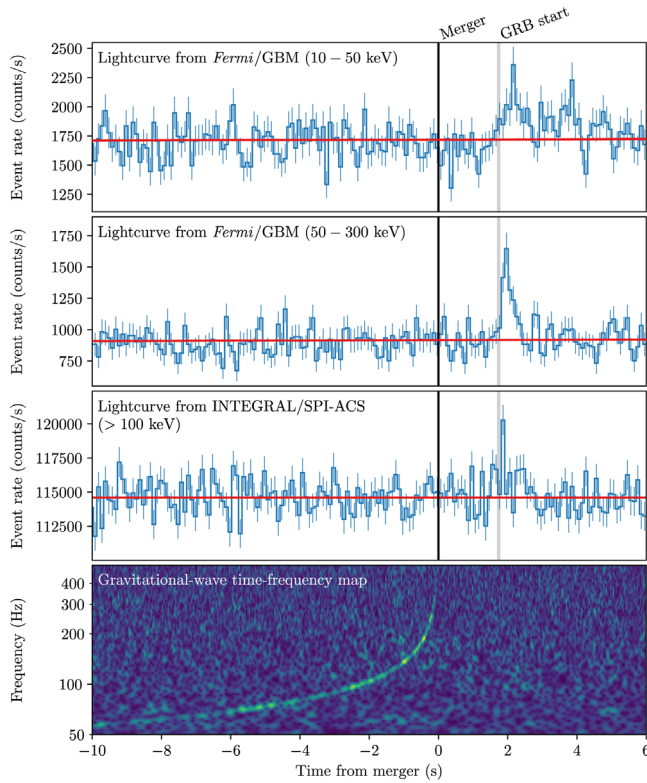 Merger
GRB start
Lightcurve from Fermi/GBM (10 − 50 keV)
Event rate (counts/s)
2500
2250
2000
1750
1500
1250
Lightcurve from Fermi/GBM (50 − 300 keV)
Event rate (counts/s)
1750
1500
1250
1000
750
Lightcurve from INTEGRAL/SPI-ACS
(> 100 keV)
Event rate (counts/s)
120000
117500
115000
112500
Gravitational-wave time-frequency map
Frequency (Hz)
400
300
200
100
50
−10 −8 −6 −4 −2 0 2 4 6
Time from merger (s)